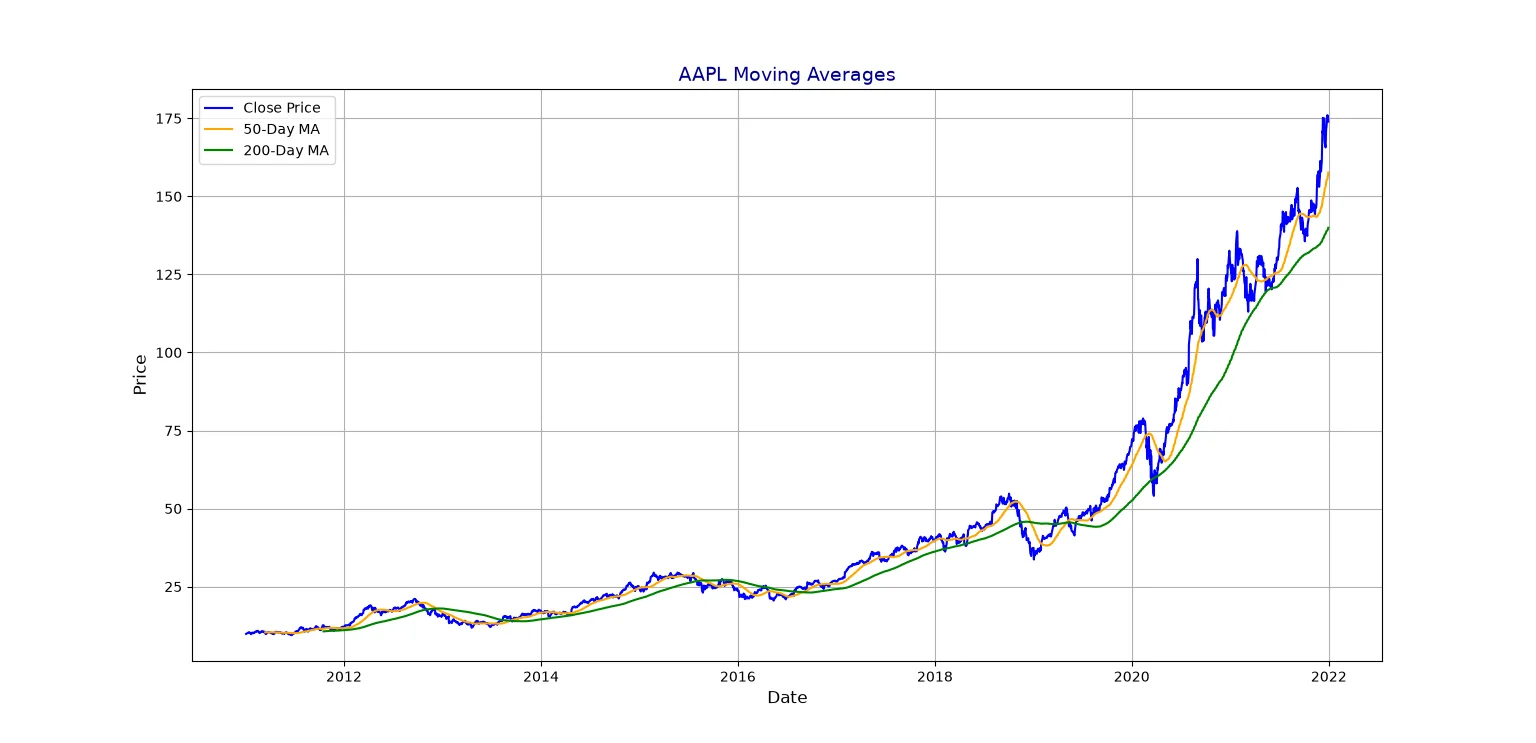 AAPL Moving Averages
Close Price
50-Day MA
200-Day MA
175
150
125
100
75
50
25
Price
2012 2014 2016 2018 2020 2022
Date